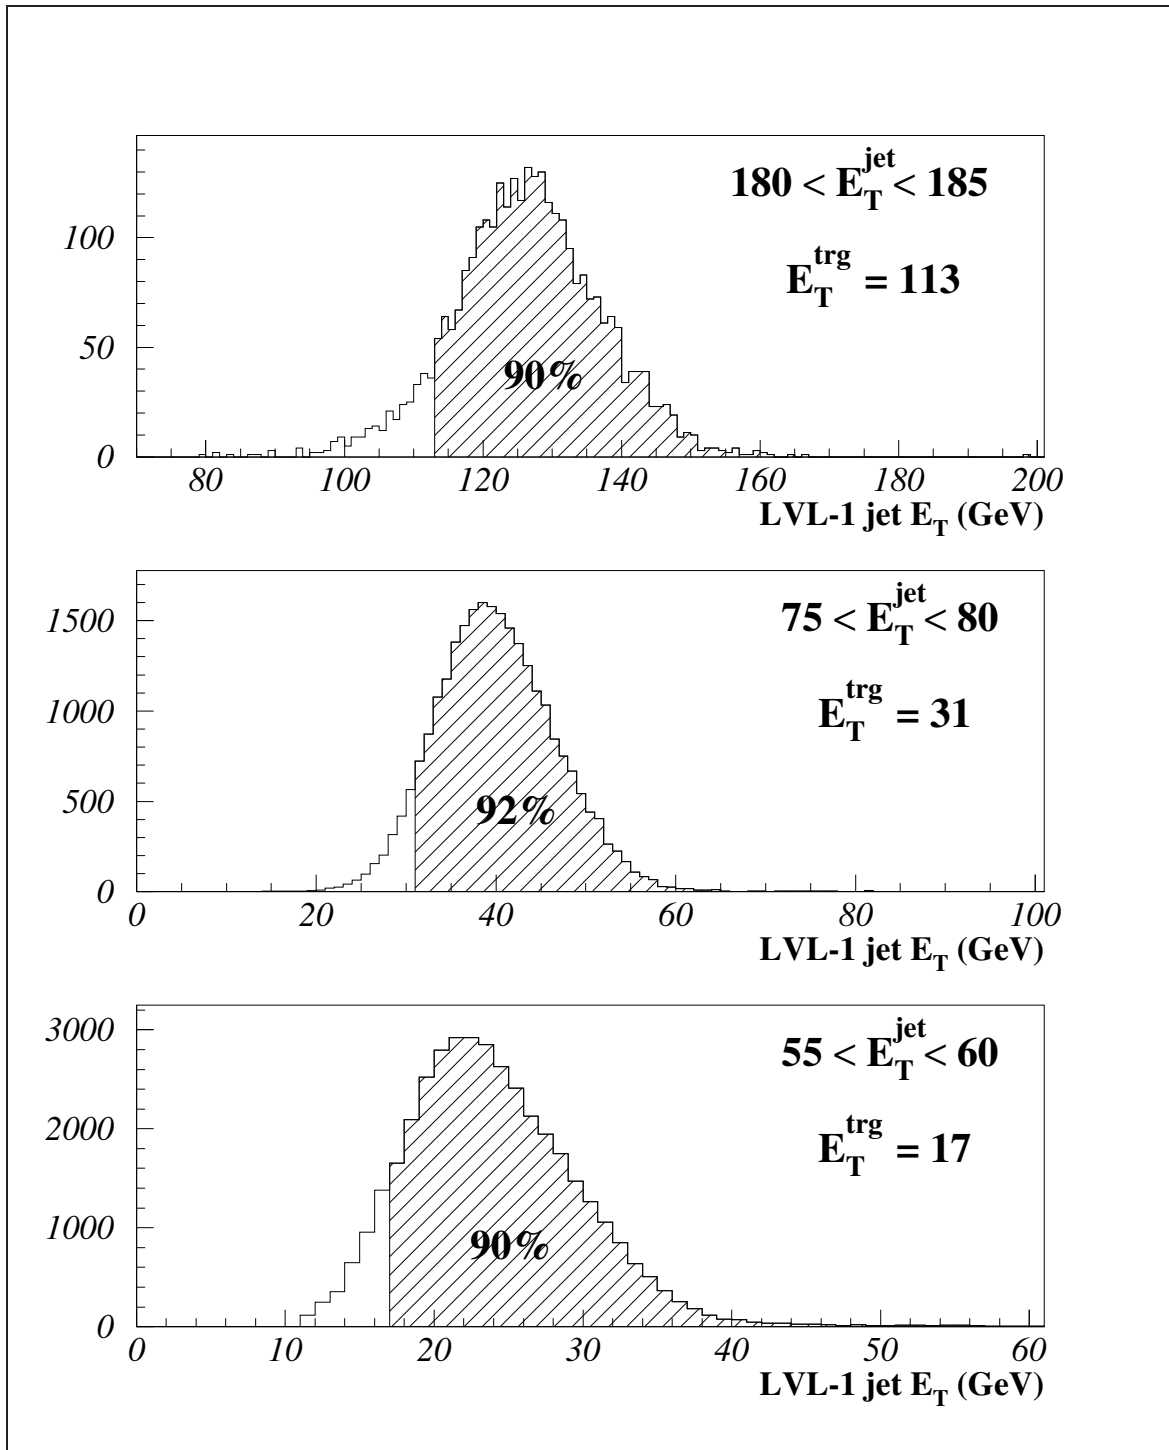 180 < E_T^jet < 185
E_T^trg = 113
100
50
90%
0
80 100 120 140 160 180 200
LVL-1 jet E_T (GeV)
75 < E_T^jet < 80
1500
E_T^trg = 31
1000
500
92%
0
0 20 40 60 80 100
LVL-1 jet E_T (GeV)
3000
55 < E_T^jet < 60
2000
E_T^trg = 17
1000
90%
0
0 10 20 30 40 50 60
LVL-1 jet E_T (GeV)